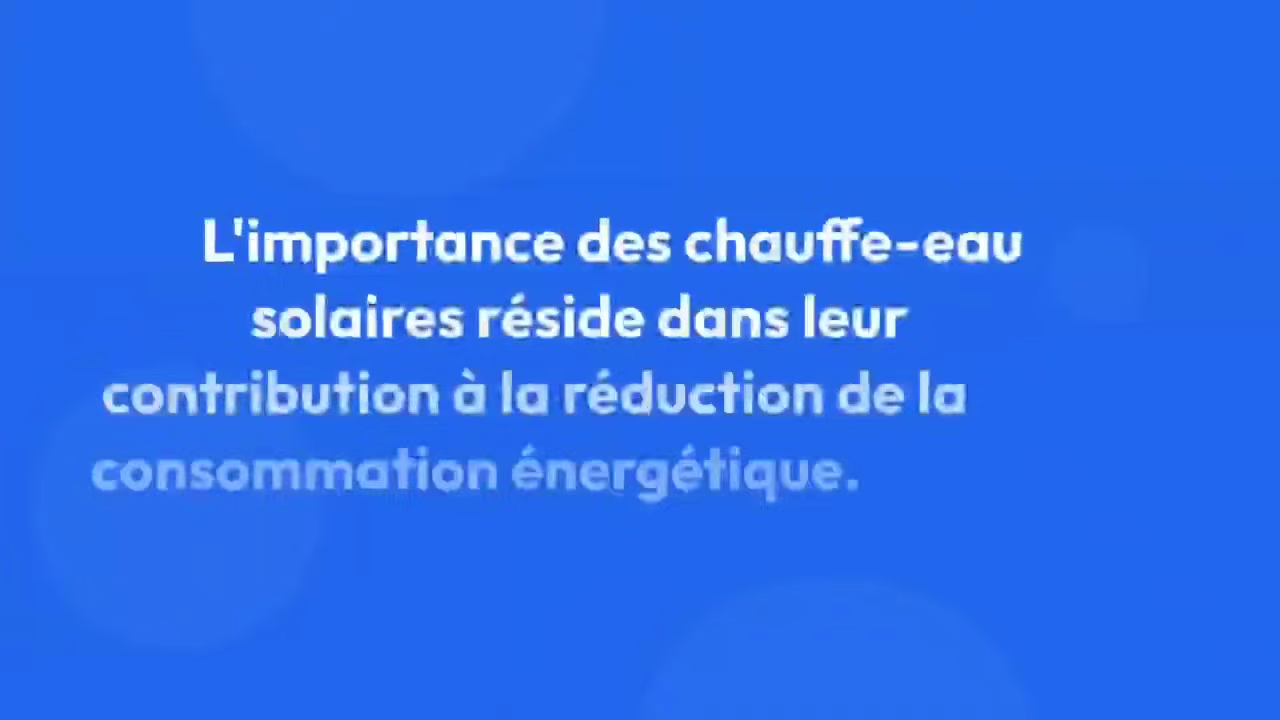 L'importance des chauffe-eau
solaires réside dans leur
contribution à la réduction de la
consommation énergétique.